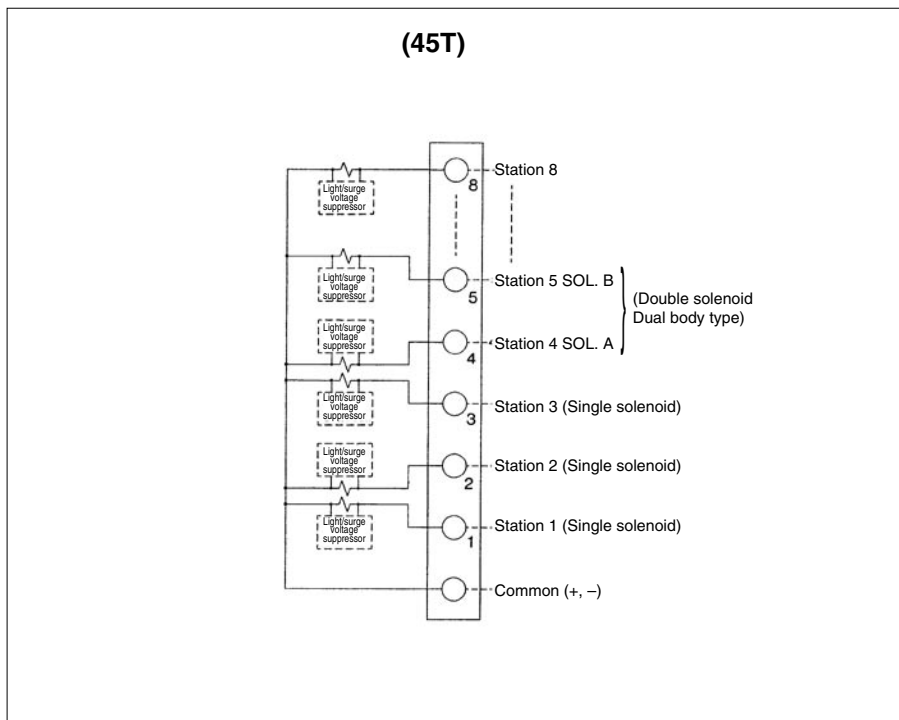 (45T)
Light/surge
voltage
suppressor
8
Station 8
Light/surge
voltage
suppressor
5
Station 5 SOL. B
(Double solenoid
Dual body type)
Light/surge
voltage
suppressor
4
Station 4 SOL. A
Light/surge
voltage
suppressor
3
Station 3 (Single solenoid)
Light/surge
voltage
suppressor
2
Station 2 (Single solenoid)
Light/surge
voltage
suppressor
1
Station 1 (Single solenoid)
Common (+, –)